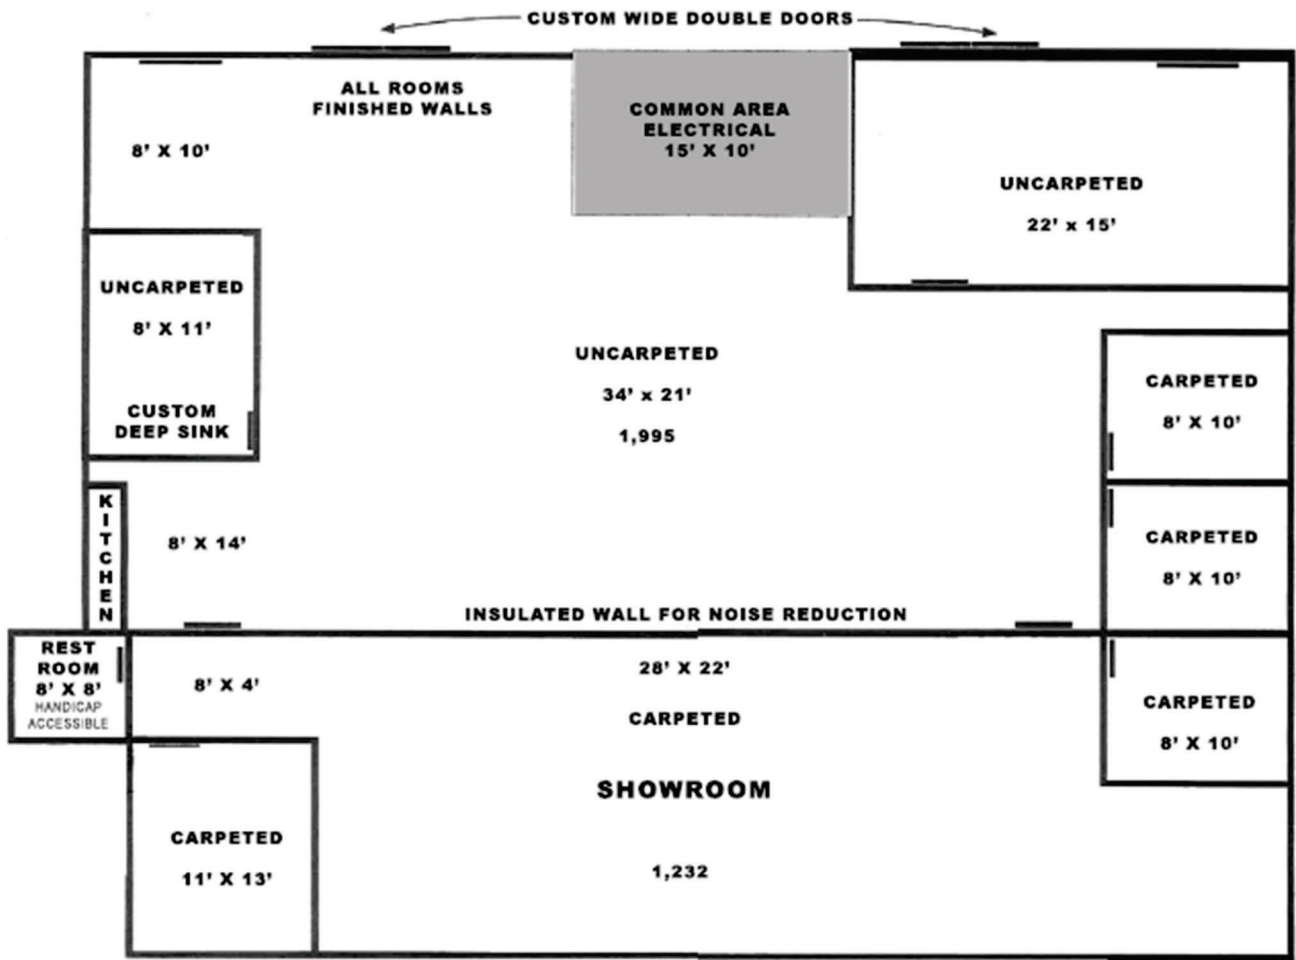 CUSTOM WIDE DOUBLE DOORS
ALL ROOMS
FINISHED WALLS
COMMON AREA
ELECTRICAL
15' X 10'
8' X 10'
UNCARPETED
22' x 15'
UNCARPETED
8' X 11'
CUSTOM
DEEP SINK
UNCARPETED
34' x 21'
1,995
CARPETED
8' X 10'
KITCHEN
8' X 14'
CARPETED
8' X 10'
INSULATED WALL FOR NOISE REDUCTION
REST
ROOM
8' X 8'
HANDICAP
ACCESSIBLE
8' X 4'
28' X 22'
CARPETED
SHOWROOM
1,232
CARPETED
8' X 10'
CARPETED
11' X 13'